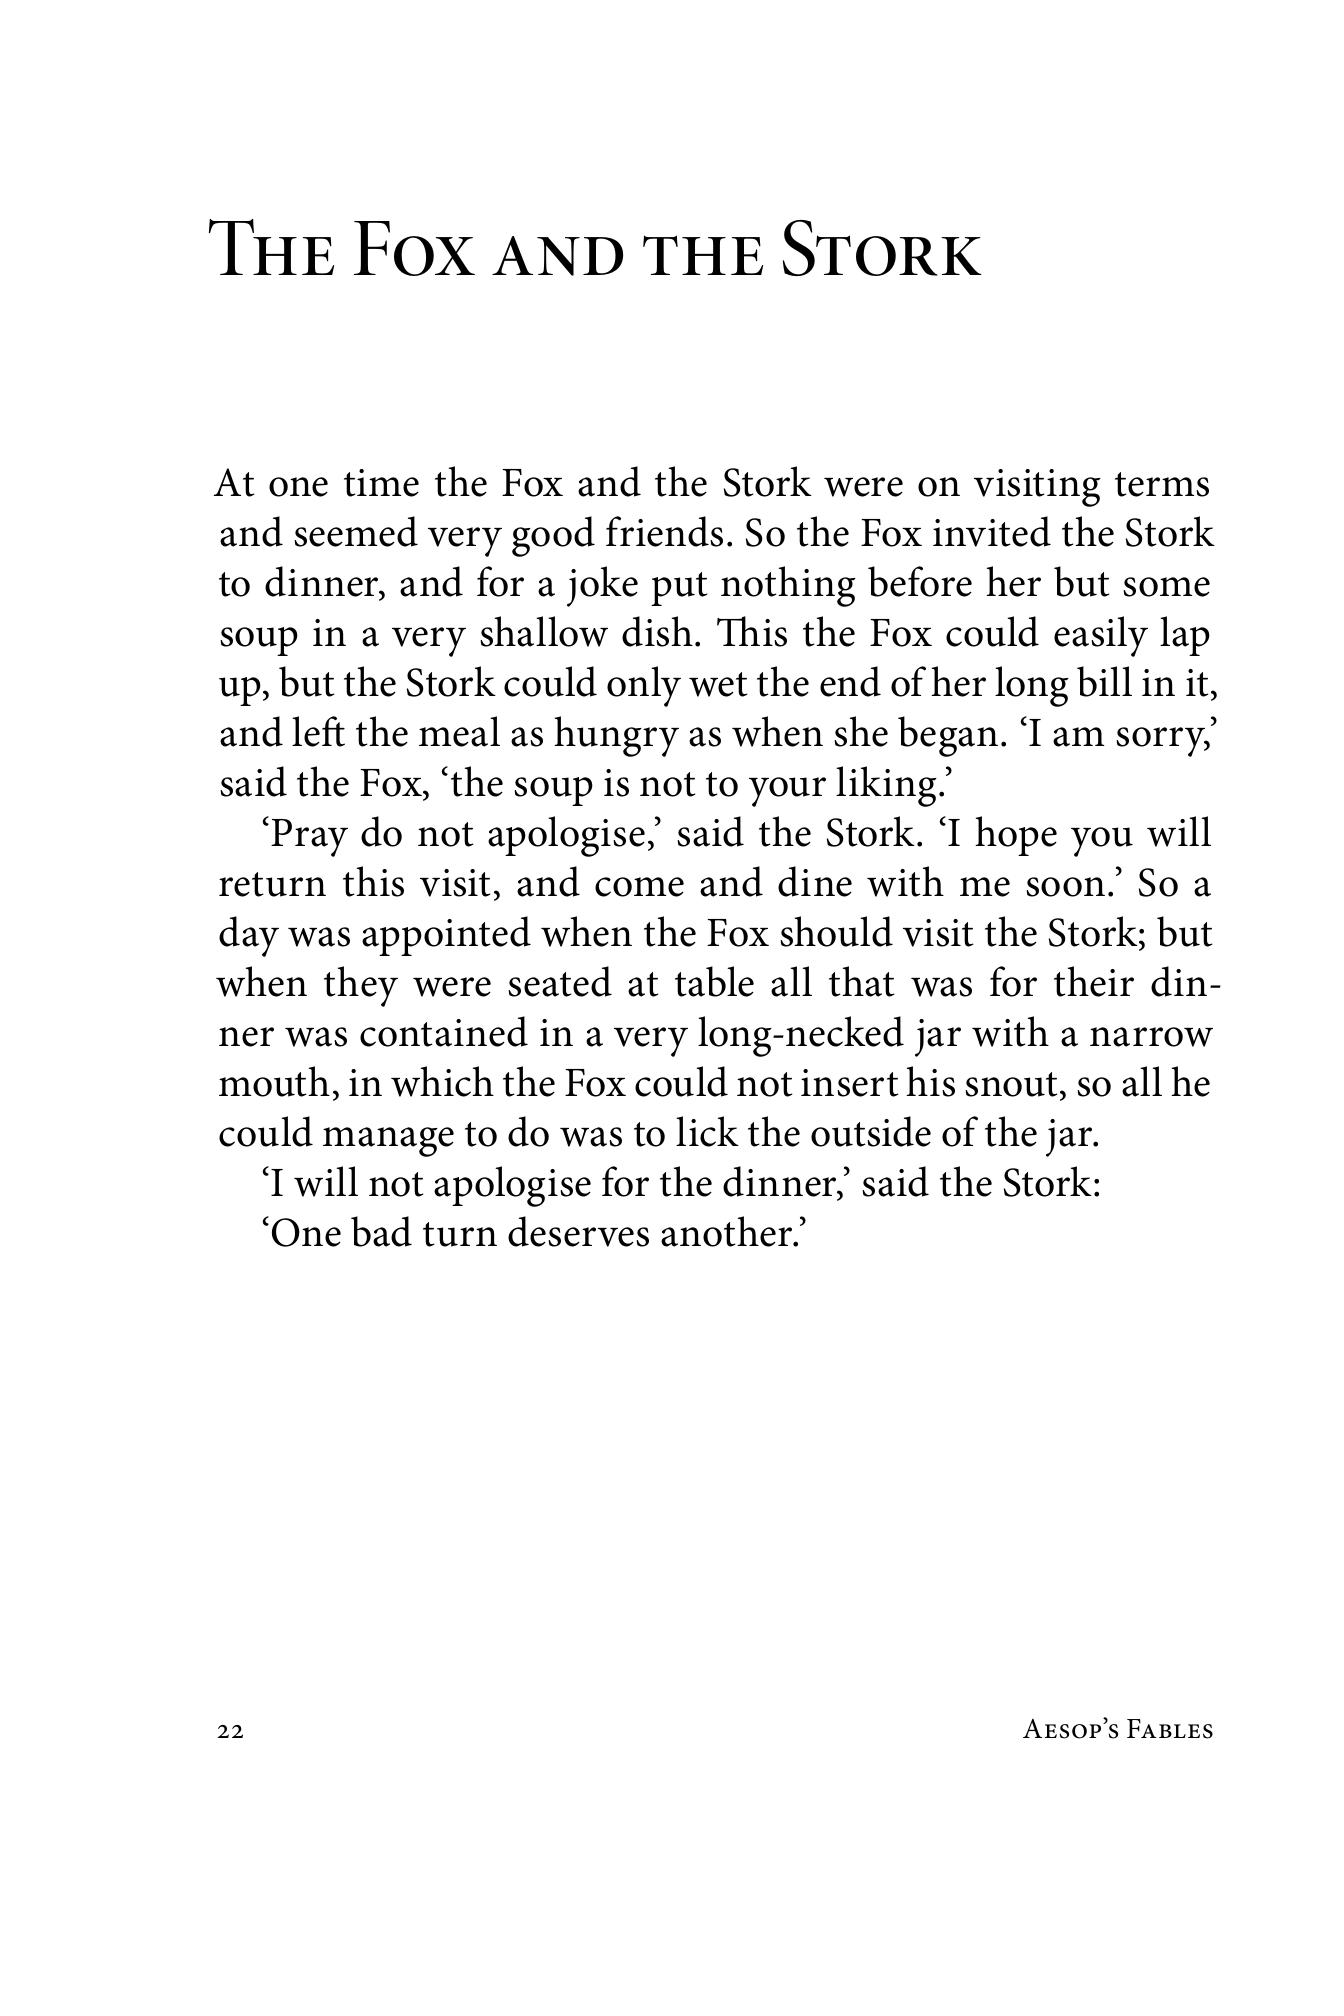 The Fox and the Stork
At one time the Fox and the Stork were on visiting terms
and seemed very good friends. So the Fox invited the Stork
to dinner, and for a joke put nothing before her but some
soup in a very shallow dish. This the Fox could easily lap
up, but the Stork could only wet the end of her long bill in it,
and left the meal as hungry as when she began. ‘I am sorry,’
said the Fox, ‘the soup is not to your liking.’
‘Pray do not apologise,’ said the Stork. ‘I hope you will
return this visit, and come and dine with me soon.’ So a
day was appointed when the Fox should visit the Stork; but
when they were seated at table all that was for their din-
ner was contained in a very long-necked jar with a narrow
mouth, in which the Fox could not insert his snout, so all he
could manage to do was to lick the outside of the jar.
‘I will not apologise for the dinner,’ said the Stork:
‘One bad turn deserves another.’
22 Aesop’s Fables